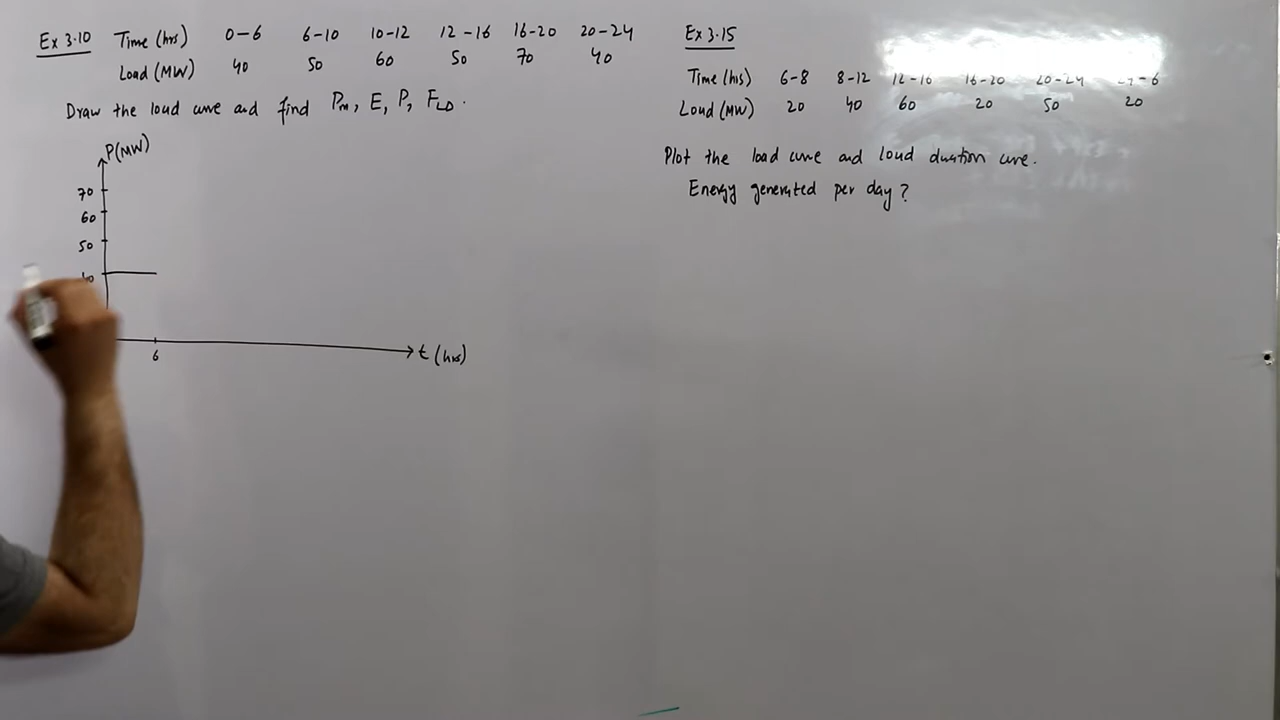 Ex 3.10 Time (hrs) 0-6 6-10 10-12 12-16 16-20 20-24
Load (MW) 40 50 60 50 70 40
Draw the load curve and find Pm, E, P, FLD.
P(MW)
70
60
50
6
t (hrs)
Ex 3.15
Time (hrs) 6-8 8-12 12-16 16-20 20-24 24-6
Load (MW) 20 40 60 20 50 20
Plot the load curve and load duration curve.
Energy generated per day?